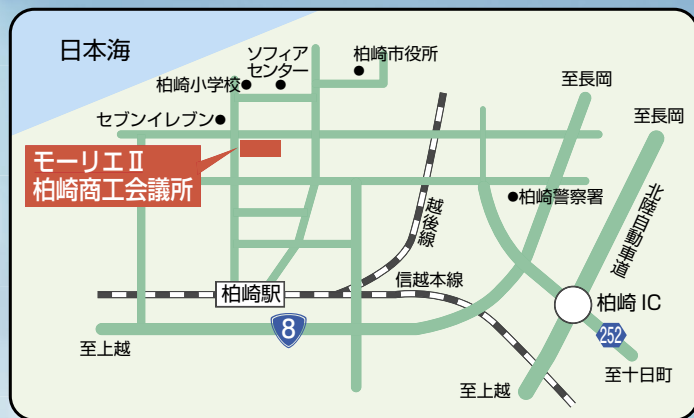 日本海
ソフィア
センター
柏崎市役所
柏崎小学校
至長岡
セブンイレブン
至長岡
モーリエⅡ
柏崎商工会議所
柏崎警察署
北陸自動車道
越後線
信越本線
柏崎駅
柏崎 IC
8
252
至上越
至十日町
至上越